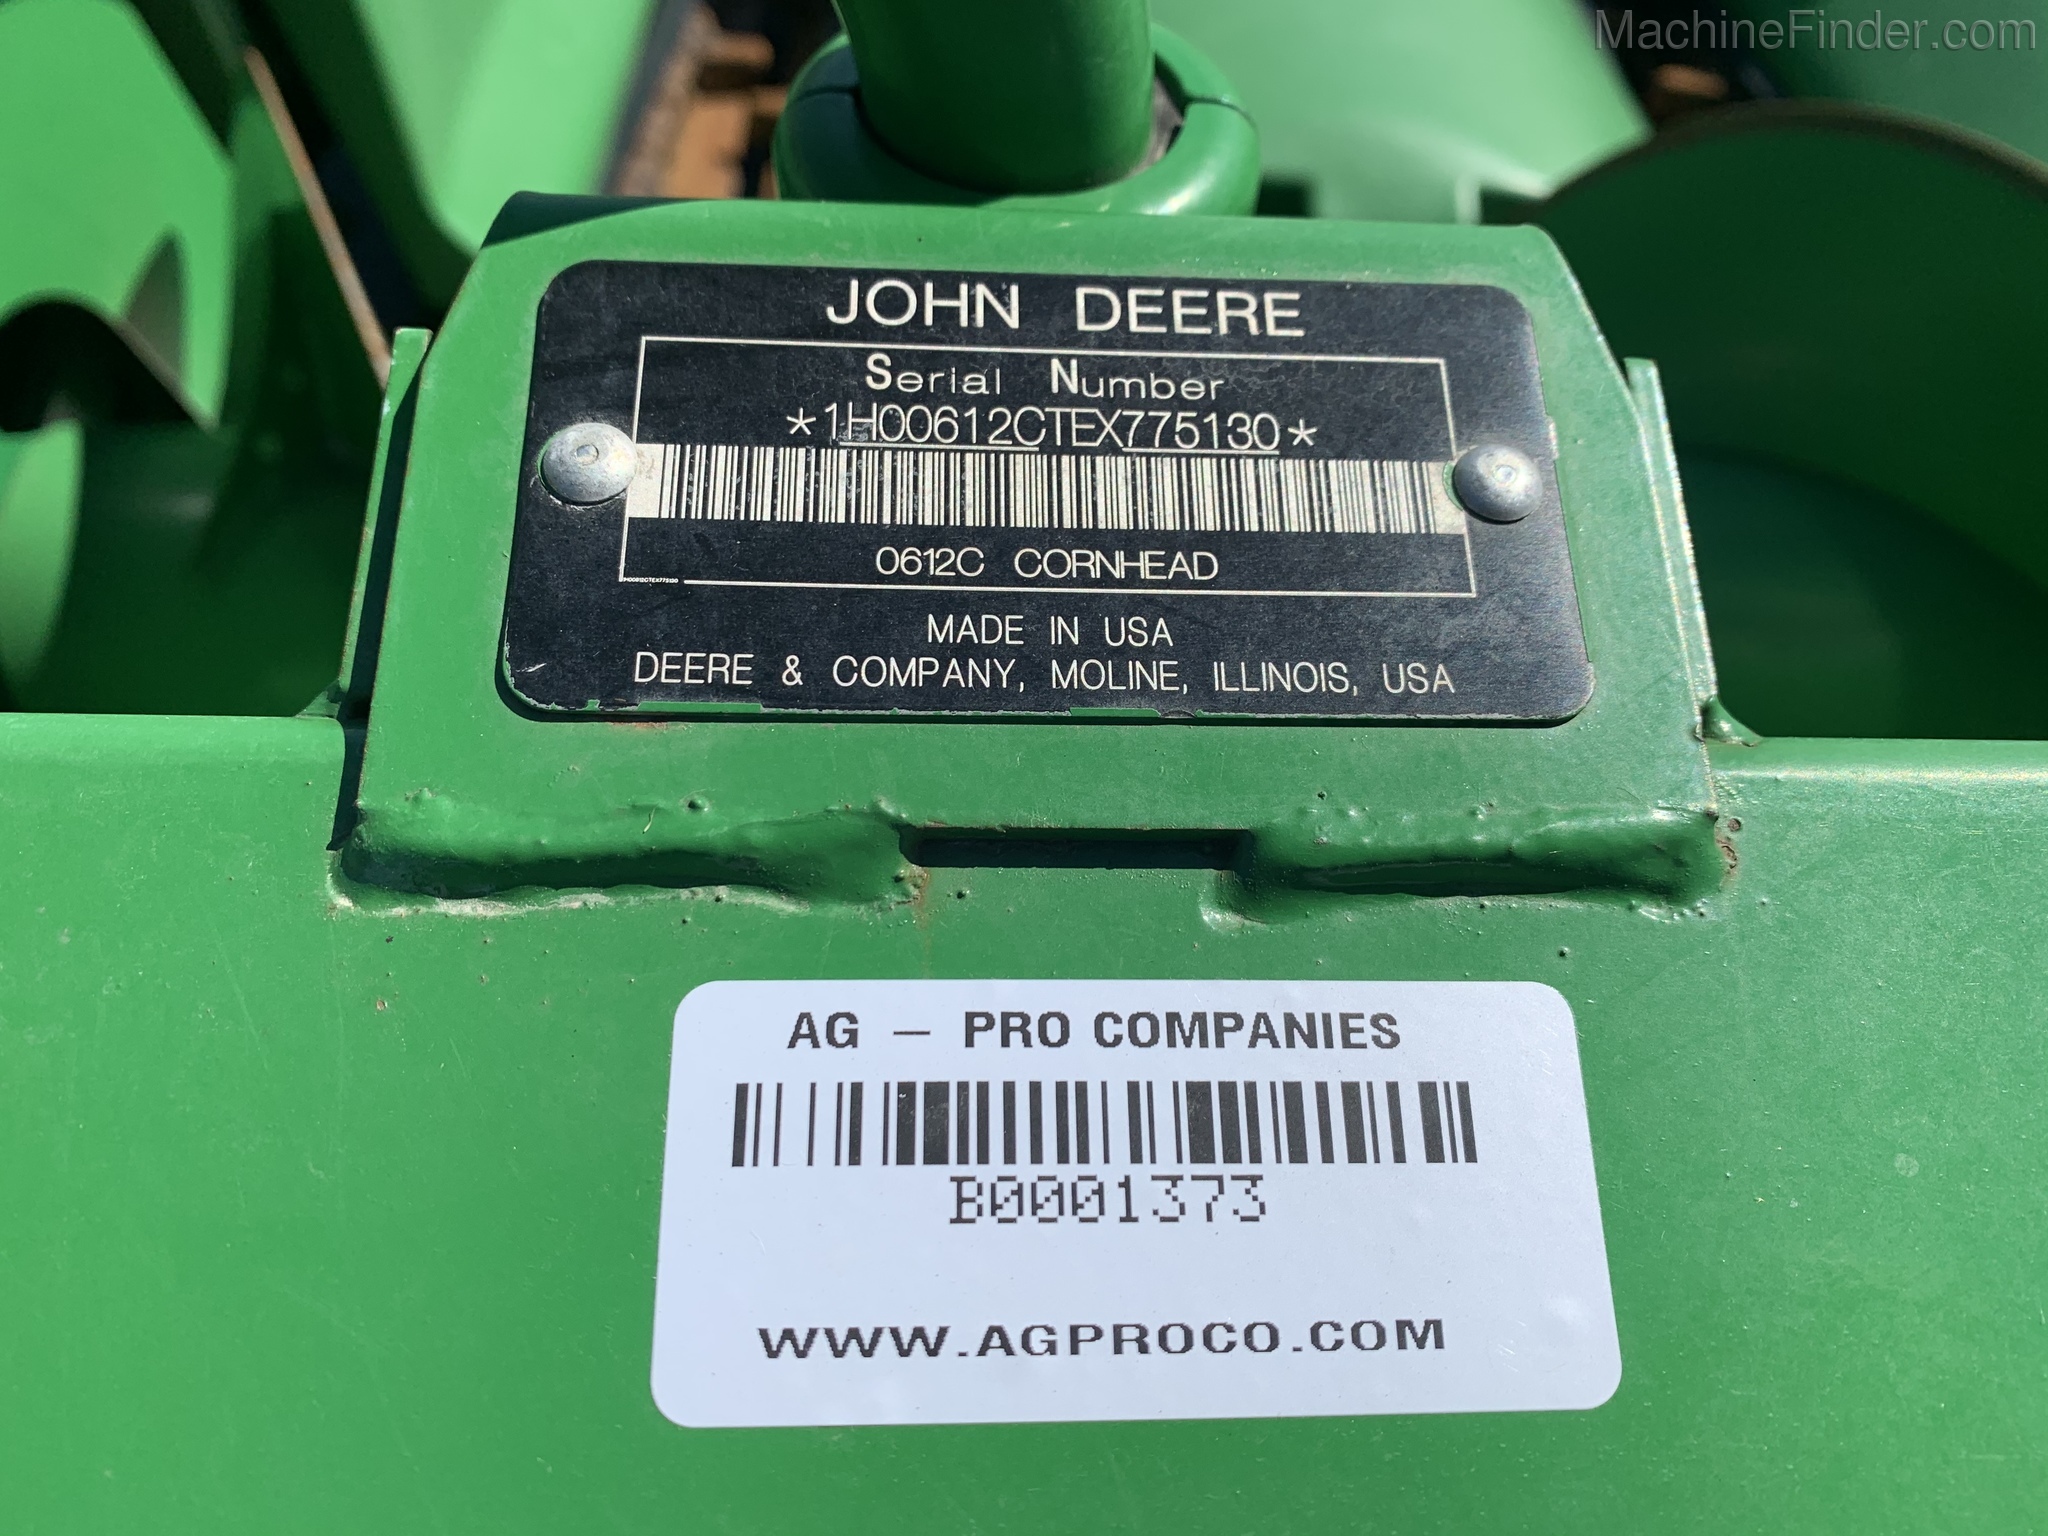 MachineFinder.com
JOHN DEERE
Serial Number
*1H00612CTEX775130*
0612C CORNHEAD
1H00612CTEX775130
MADE IN USA
DEERE & COMPANY, MOLINE, ILLINOIS, USA
AG – PRO COMPANIES
B0001373
WWW.AGPROCO.COM